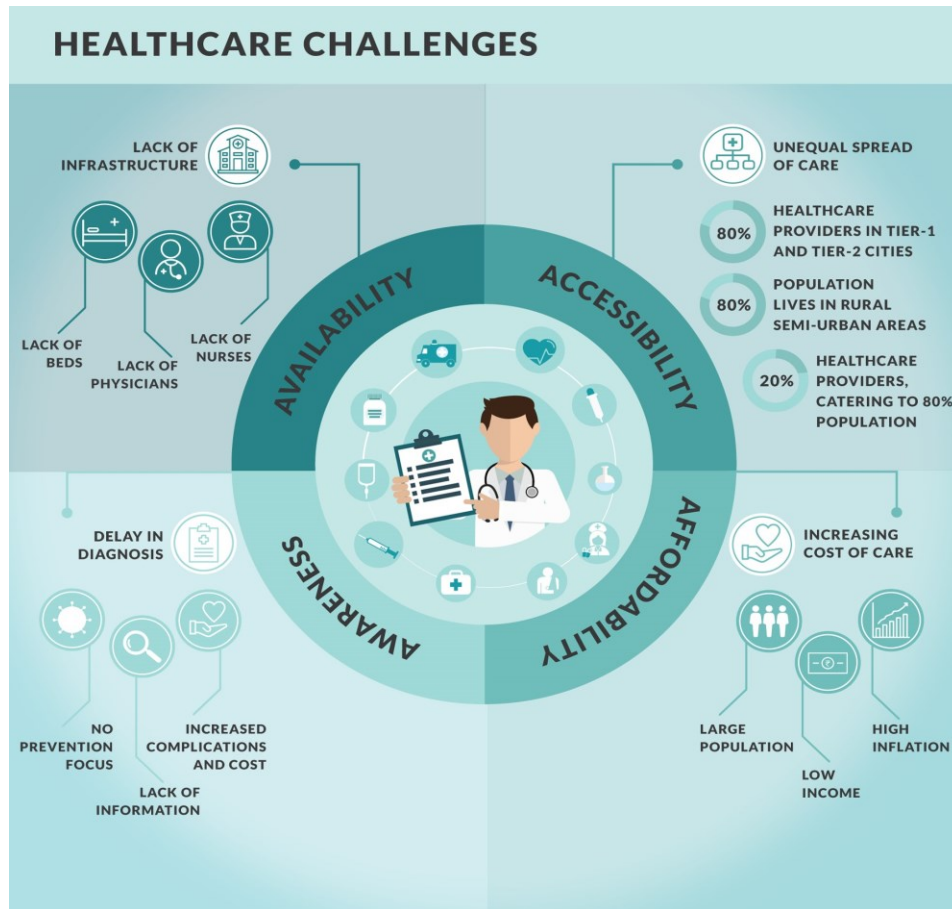 HEALTHCARE CHALLENGES
LACK OF
INFRASTRUCTURE
LACK OF
BEDS
LACK OF
PHYSICIANS
LACK OF
NURSES
AVAILABILITY
ACCESSIBILITY
UNEQUAL SPREAD
OF CARE
80%
HEALTHCARE
PROVIDERS IN TIER-1
AND TIER-2 CITIES
80%
POPULATION
LIVES IN RURAL
SEMI-URBAN AREAS
20%
HEALTHCARE
PROVIDERS,
CATERING TO 80%
POPULATION
DELAY IN
DIAGNOSIS
NO
PREVENTION
FOCUS
LACK OF
INFORMATION
INCREASED
COMPLICATIONS
AND COST
AWARENESS
AFFORDABILITY
INCREASING
COST OF CARE
LARGE
POPULATION
₹
LOW
INCOME
HIGH
INFLATION